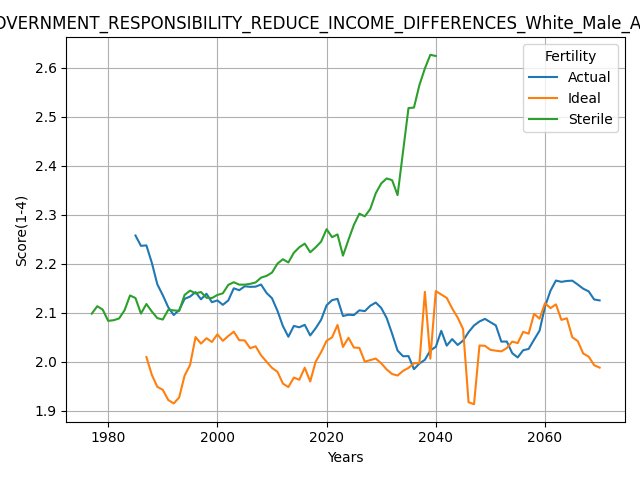 OVERNMENT_RESPONSIBILITY_REDUCE_INCOME_DIFFERENCES_White_Male_A
Fertility
Actual
Ideal
Sterile
Score(1-4)
2.6
2.5
2.4
2.3
2.2
2.1
2.0
1.9
1980 2000 2020 2040 2060
Years